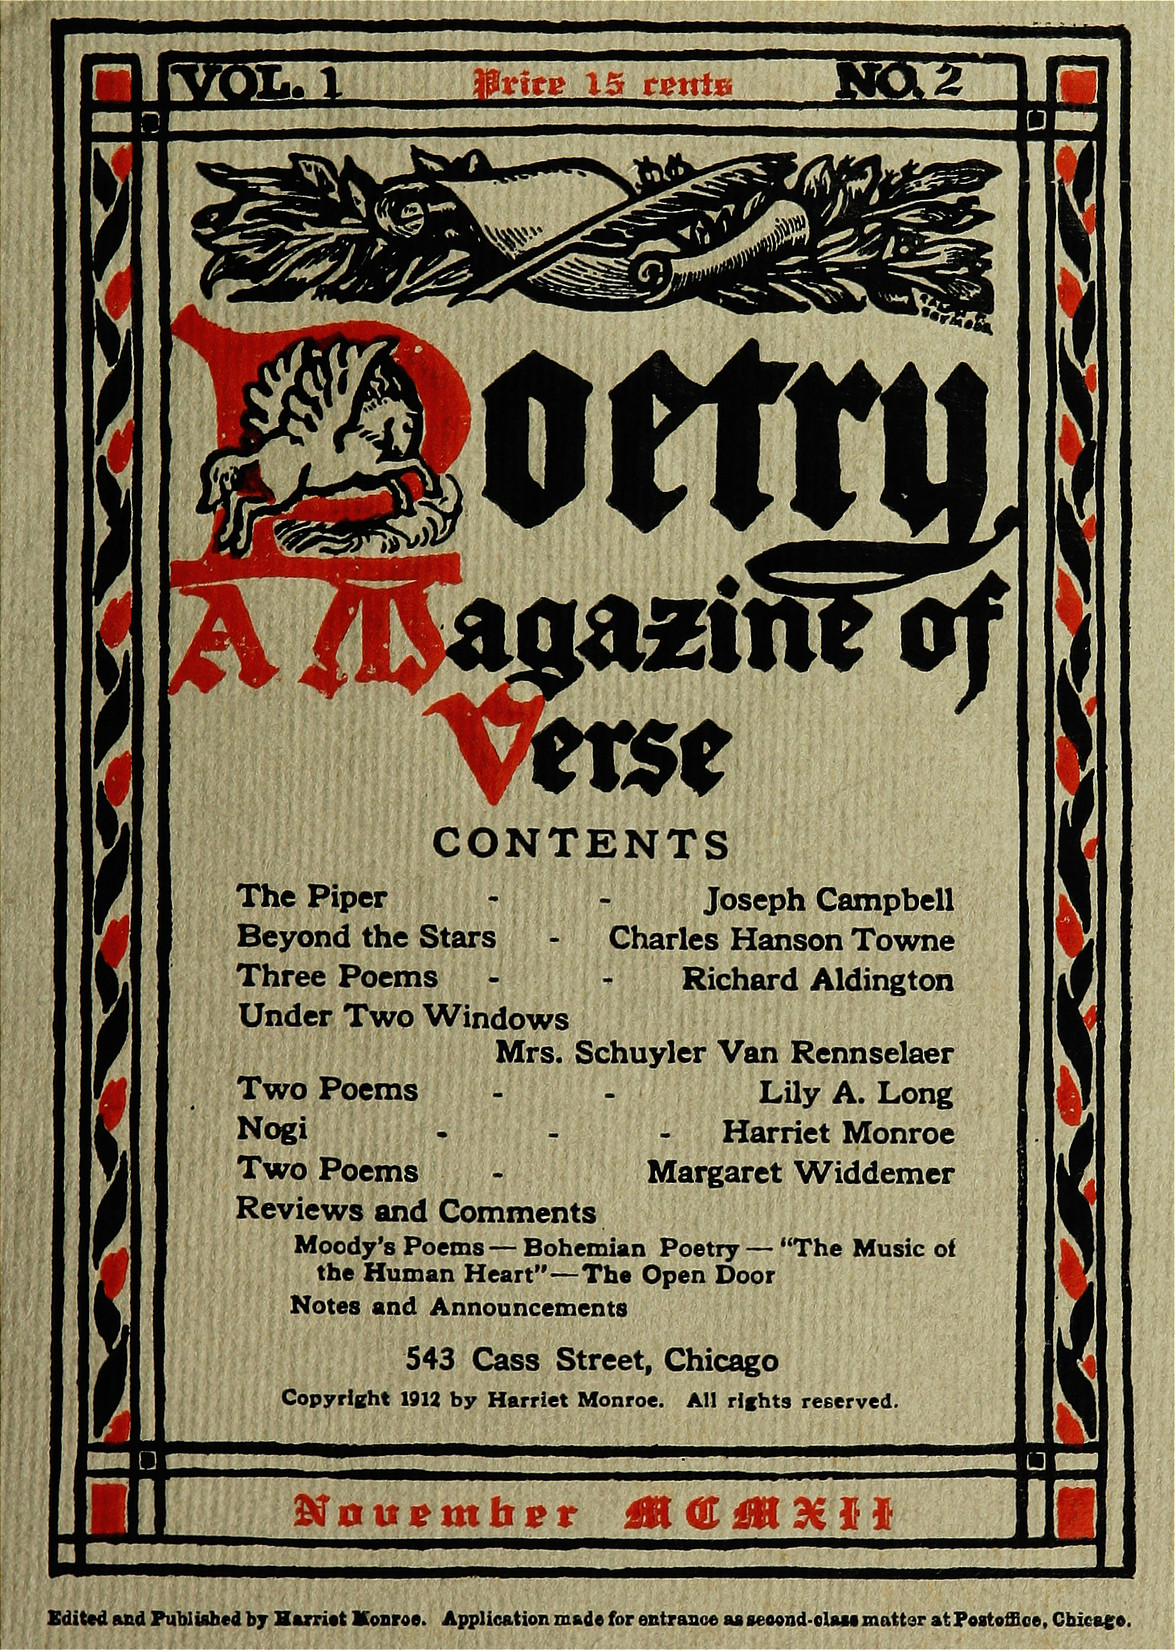 VOL. 1 Price 15 cents NO. 2
RALPH F.
SEYMOUR
Poetry
A Magazine of
Verse
CONTENTS
The Piper - - Joseph Campbell
Beyond the Stars - Charles Hanson Towne
Three Poems - - Richard Aldington
Under Two Windows
Mrs. Schuyler Van Rennselaer
Two Poems - - Lily A. Long
Nogi - - - Harriet Monroe
Two Poems - Margaret Widdemer
Reviews and Comments
Moody's Poems — Bohemian Poetry — "The Music of
the Human Heart" — The Open Door
Notes and Announcements
543 Cass Street, Chicago
Copyright 1912 by Harriet Monroe. All rights reserved.
November MCMXII
Edited and Published by Harriet Monroe. Application made for entrance as second-class matter at Postoffice, Chicago.